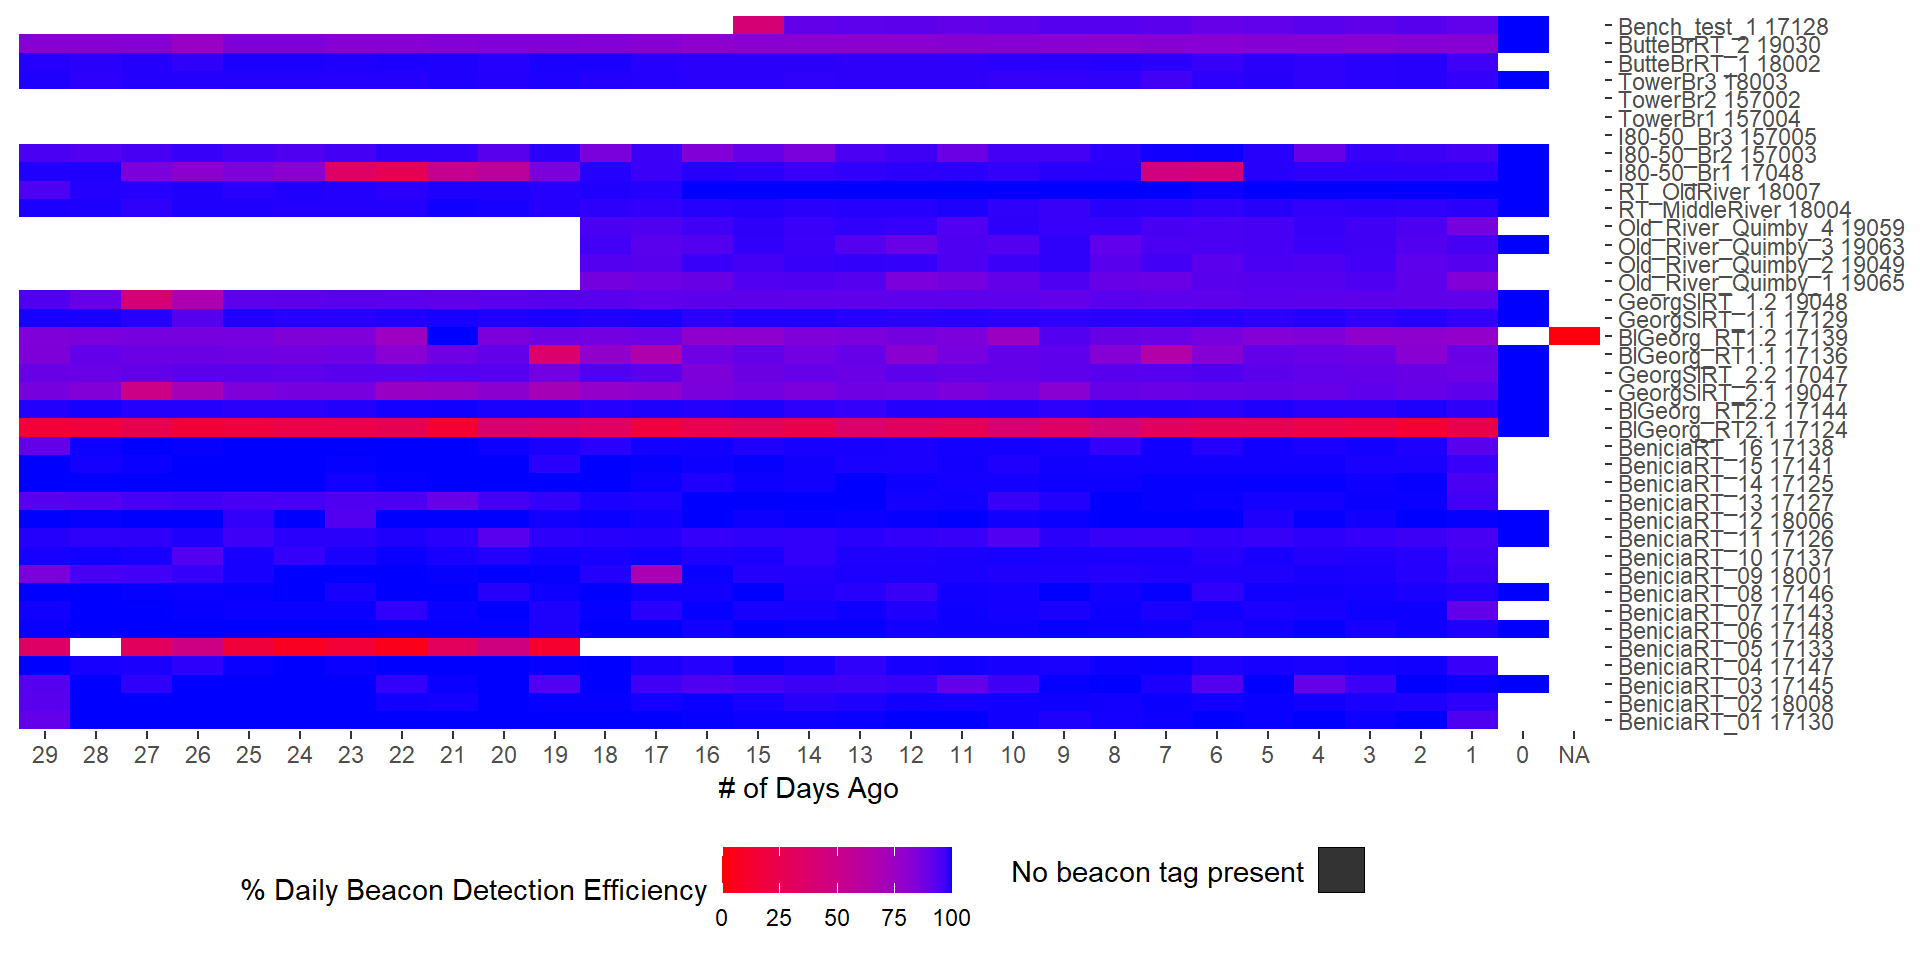 Bench_test_1 17128
ButteBrRT_2 19030
ButteBrRT_1 18002
TowerBr3 18003
TowerBr2 157002
TowerBr1 157004
I80-50_Br3 157005
I80-50_Br2 157003
I80-50_Br1 17048
RT_OldRiver 18007
RT_MiddleRiver 18004
Old_River_Quimby_4 19059
Old_River_Quimby_3 19063
Old_River_Quimby_2 19049
Old_River_Quimby_1 19065
GeorgSlRT_1.2 19048
GeorgSlRT_1.1 17129
BlGeorg_RT1.2 17139
BlGeorg_RT1.1 17136
GeorgSlRT_2.2 17047
GeorgSlRT_2.1 19047
BlGeorg_RT2.2 17144
BlGeorg_RT2.1 17124
BeniciaRT_16 17138
BeniciaRT_15 17141
BeniciaRT_14 17125
BeniciaRT_13 17127
BeniciaRT_12 18006
BeniciaRT_11 17126
BeniciaRT_10 17137
BeniciaRT_09 18001
BeniciaRT_08 17146
BeniciaRT_07 17143
BeniciaRT_06 17148
BeniciaRT_05 17133
BeniciaRT_04 17147
BeniciaRT_03 17145
BeniciaRT_02 18008
BeniciaRT_01 17130
29 28 27 26 25 24 23 22 21 20 19 18 17 16 15 14 13 12 11 10 9 8 7 6 5 4 3 2 1 0 NA
# of Days Ago
% Daily Beacon Detection Efficiency
0 25 50 75 100
No beacon tag present